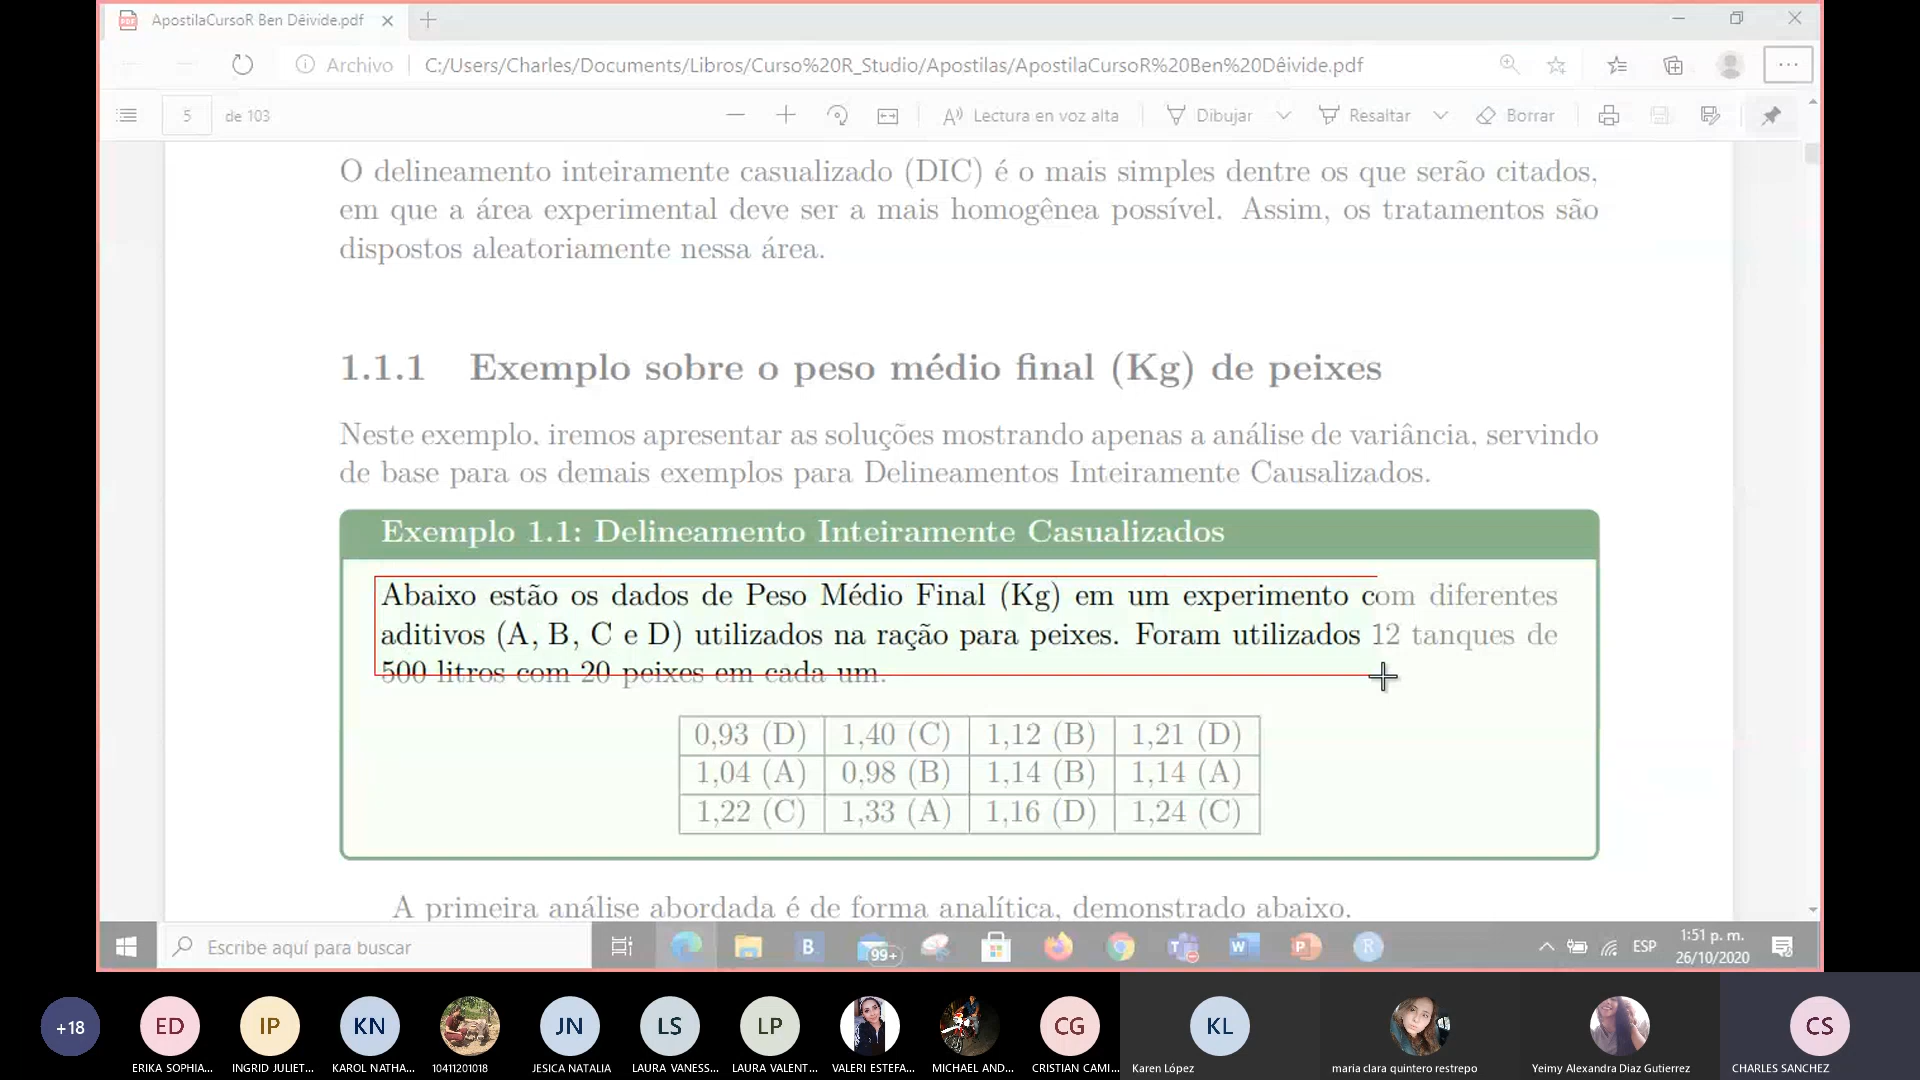 ApostilaCursoR Ben Dêivide.pdf
Archivo
C:/Users/Charles/Documents/Libros/Curso%20R_Studio/Apostilas/ApostilaCursoR%20Ben%20Dêivide.pdf
5 de 103
Lectura en voz alta
Dibujar
Resaltar
Borrar
O delineamento inteiramente casualizado (DIC) é o mais simples dentre os que serão citados,
em que a área experimental deve ser a mais homogênea possível. Assim, os tratamentos são
dispostos aleatoriamente nessa área.
1.1.1 Exemplo sobre o peso médio final (Kg) de peixes
Neste exemplo, iremos apresentar as soluções mostrando apenas a análise de variância, servindo
de base para os demais exemplos para Delineamentos Inteiramente Causalizados.
Exemplo 1.1: Delineamento Inteiramente Casualizados
Abaixo estão os dados de Peso Médio Final (Kg) em um experimento com diferentes
aditivos (A, B, C e D) utilizados na ração para peixes. Foram utilizados 12 tanques de
500 litros com 20 peixes em cada um.
0,93 (D) 1,40 (C) 1,12 (B) 1,21 (D)
1,04 (A) 0,98 (B) 1,14 (B) 1,14 (A)
1,22 (C) 1,33 (A) 1,16 (D) 1,24 (C)
A primeira análise abordada é de forma analítica, demonstrado abaixo.
Escribe aquí para buscar
99+
ESP
1:51 p. m.
26/10/2020
+18
ED
IP
KN
JN
LS
LP
CG
KL
CS
ERIKA SOPHIA...
INGRID JULIET...
KAROL NATHA...
10411201018
JESICA NATALIA
LAURA VANESS...
LAURA VALENT...
VALERI ESTEFA...
MICHAEL AND...
CRISTIAN CAMI...
Karen López
maria clara quintero restrepo
Yeimy Alexandra Diaz Gutierrez
CHARLES SANCHEZ